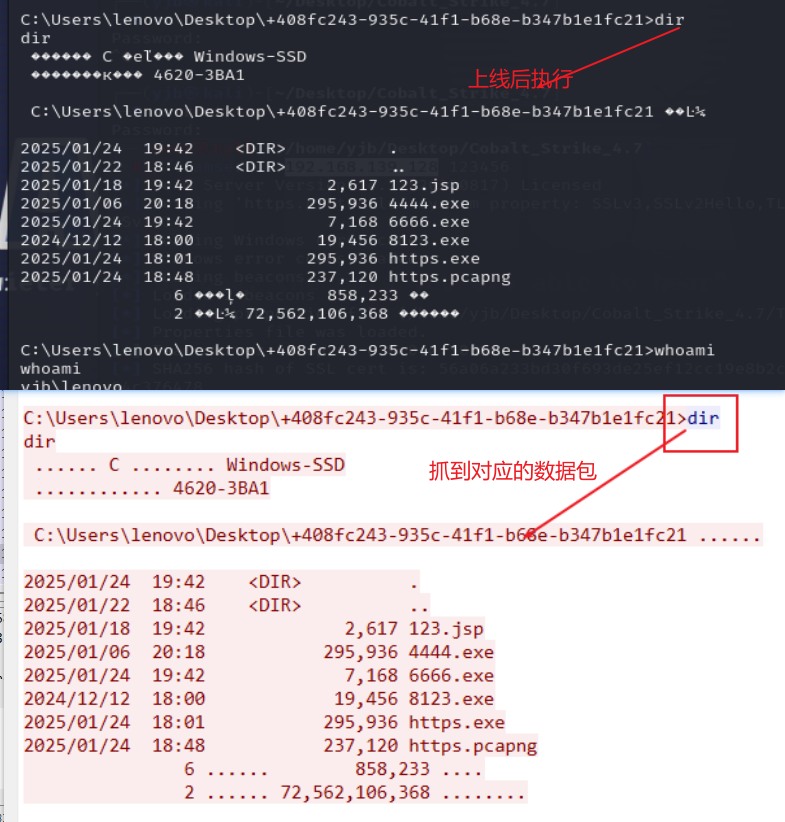 C:\Users\lenovo\Desktop\+408fc243-935c-41f1-b68e-b347b1e1fc21>dir
dir
������ C �eľ��� Windows-SSD
�������к��� 4620-3BA1
上线后执行
C:\Users\lenovo\Desktop\+408fc243-935c-41f1-b68e-b347b1e1fc21 ��Ŀ¼
2025/01/24  19:42    <DIR>          .
2025/01/22  18:46    <DIR>          ..
2025/01/18  19:42             2,617 123.jsp
2025/01/06  20:18           295,936 4444.exe
2025/01/24  19:42             7,168 6666.exe
2024/12/12  18:00            19,456 8123.exe
2025/01/24  18:01           295,936 https.exe
2025/01/24  18:48           237,120 https.pcapng
6 ���ļ�        858,233 ��
2 ��Ŀ¼ 72,562,106,368 ������
C:\Users\lenovo\Desktop\+408fc243-935c-41f1-b68e-b347b1e1fc21>whoami
whoami
yjb\lenovo
C:\Users\lenovo\Desktop\+408fc243-935c-41f1-b68e-b347b1e1fc21>dir
dir
...... C ........ Windows-SSD
............ 4620-3BA1
抓到对应的数据包
C:\Users\lenovo\Desktop\+408fc243-935c-41f1-b68e-b347b1e1fc21 ......
2025/01/24  19:42    <DIR>          .
2025/01/22  18:46    <DIR>          ..
2025/01/18  19:42             2,617 123.jsp
2025/01/06  20:18           295,936 4444.exe
2025/01/24  19:42             7,168 6666.exe
2024/12/12  18:00            19,456 8123.exe
2025/01/24  18:01           295,936 https.exe
2025/01/24  18:48           237,120 https.pcapng
6 ......        858,233 ....
2 ...... 72,562,106,368 ........